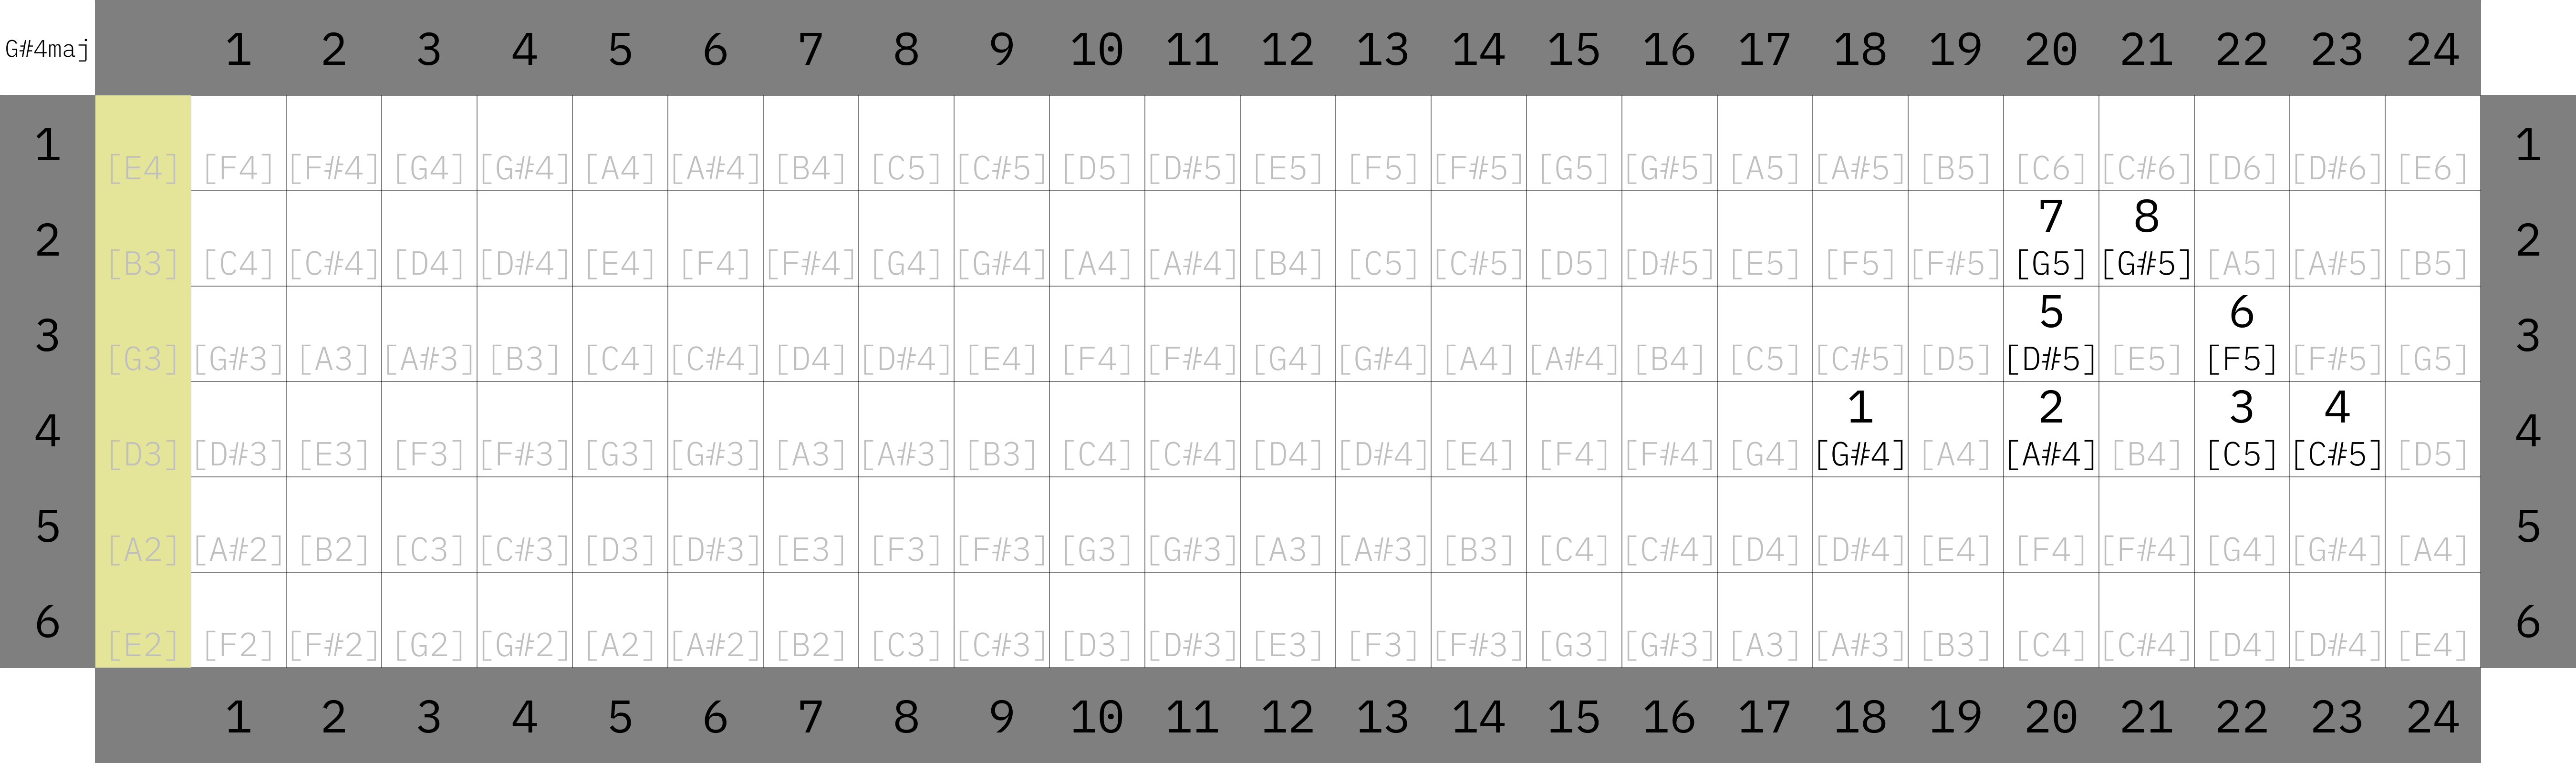 G#4maj 1 2 3 4 5 6 7 8 9 10 11 12 13 14 15 16 17 18 19 20 21 22 23 24
1 [E4] [F4] [F#4] [G4] [G#4] [A4] [A#4] [B4] [C5] [C#5] [D5] [D#5] [E5] [F5] [F#5] [G5] [G#5] [A5] [A#5] [B5] [C6] [C#6] [D6] [D#6] [E6] 1
7 8
2 [B3] [C4] [C#4] [D4] [D#4] [E4] [F4] [F#4] [G4] [G#4] [A4] [A#4] [B4] [C5] [C#5] [D5] [D#5] [E5] [F5] [F#5] [G5] [G#5] [A5] [A#5] [B5] 2
5 6
3 [G3] [G#3] [A3] [A#3] [B3] [C4] [C#4] [D4] [D#4] [E4] [F4] [F#4] [G4] [G#4] [A4] [A#4] [B4] [C5] [C#5] [D5] [D#5] [E5] [F5] [F#5] [G5] 3
1 2 3 4
4 [D3] [D#3] [E3] [F3] [F#3] [G3] [G#3] [A3] [A#3] [B3] [C4] [C#4] [D4] [D#4] [E4] [F4] [F#4] [G4] [G#4] [A4] [A#4] [B4] [C5] [C#5] [D5] 4
5 [A2] [A#2] [B2] [C3] [C#3] [D3] [D#3] [E3] [F3] [F#3] [G3] [G#3] [A3] [A#3] [B3] [C4] [C#4] [D4] [D#4] [E4] [F4] [F#4] [G4] [G#4] [A4] 5
6 [E2] [F2] [F#2] [G2] [G#2] [A2] [A#2] [B2] [C3] [C#3] [D3] [D#3] [E3] [F3] [F#3] [G3] [G#3] [A3] [A#3] [B3] [C4] [C#4] [D4] [D#4] [E4] 6
1 2 3 4 5 6 7 8 9 10 11 12 13 14 15 16 17 18 19 20 21 22 23 24